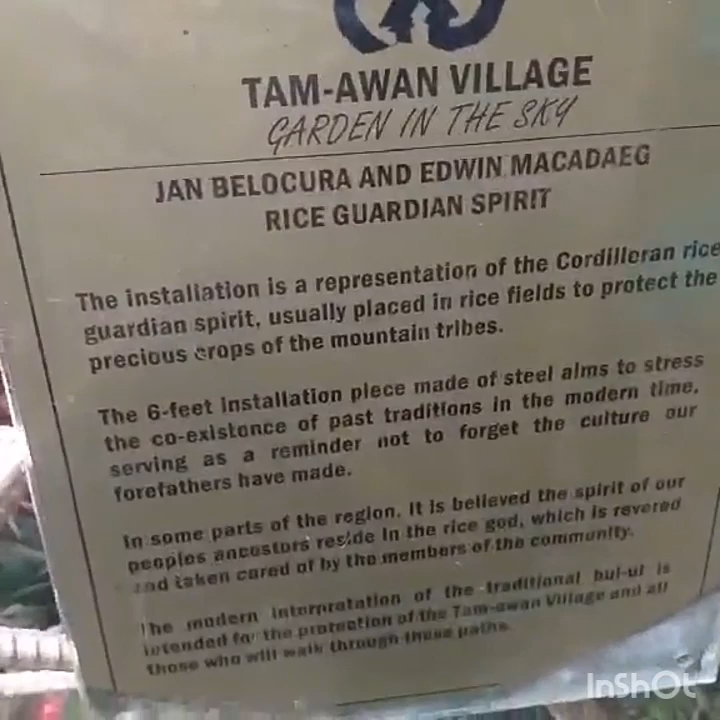 TAM-AWAN VILLAGE
GARDEN IN THE SKY
JAN BELOCURA AND EDWIN MACADAEG
RICE GUARDIAN SPIRIT
The installation is a representation of the Cordilleran rice
guardian spirit, usually placed in rice fields to protect the
precious crops of the mountain tribes.
The 6-feet installation piece made of steel aims to stress
the co-existence of past traditions in the modern time,
serving as a reminder not to forget the culture our
forefathers have made.
In some parts of the region. It is believed the spirit of our
peoples ancestors reside in the rice god, which is revered
and taken cared of by the members of the community.
The modern interpretation of the traditional bul-ul is
intended for the protection of the Tam-awan Village and all
those who will walk through these paths.
InShOt